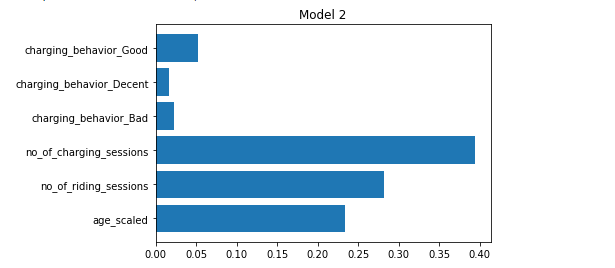 Model 2
charging_behavior_Good
charging_behavior_Decent
charging_behavior_Bad
no_of_charging_sessions
no_of_riding_sessions
age_scaled
0.00 0.05 0.10 0.15 0.20 0.25 0.30 0.35 0.40